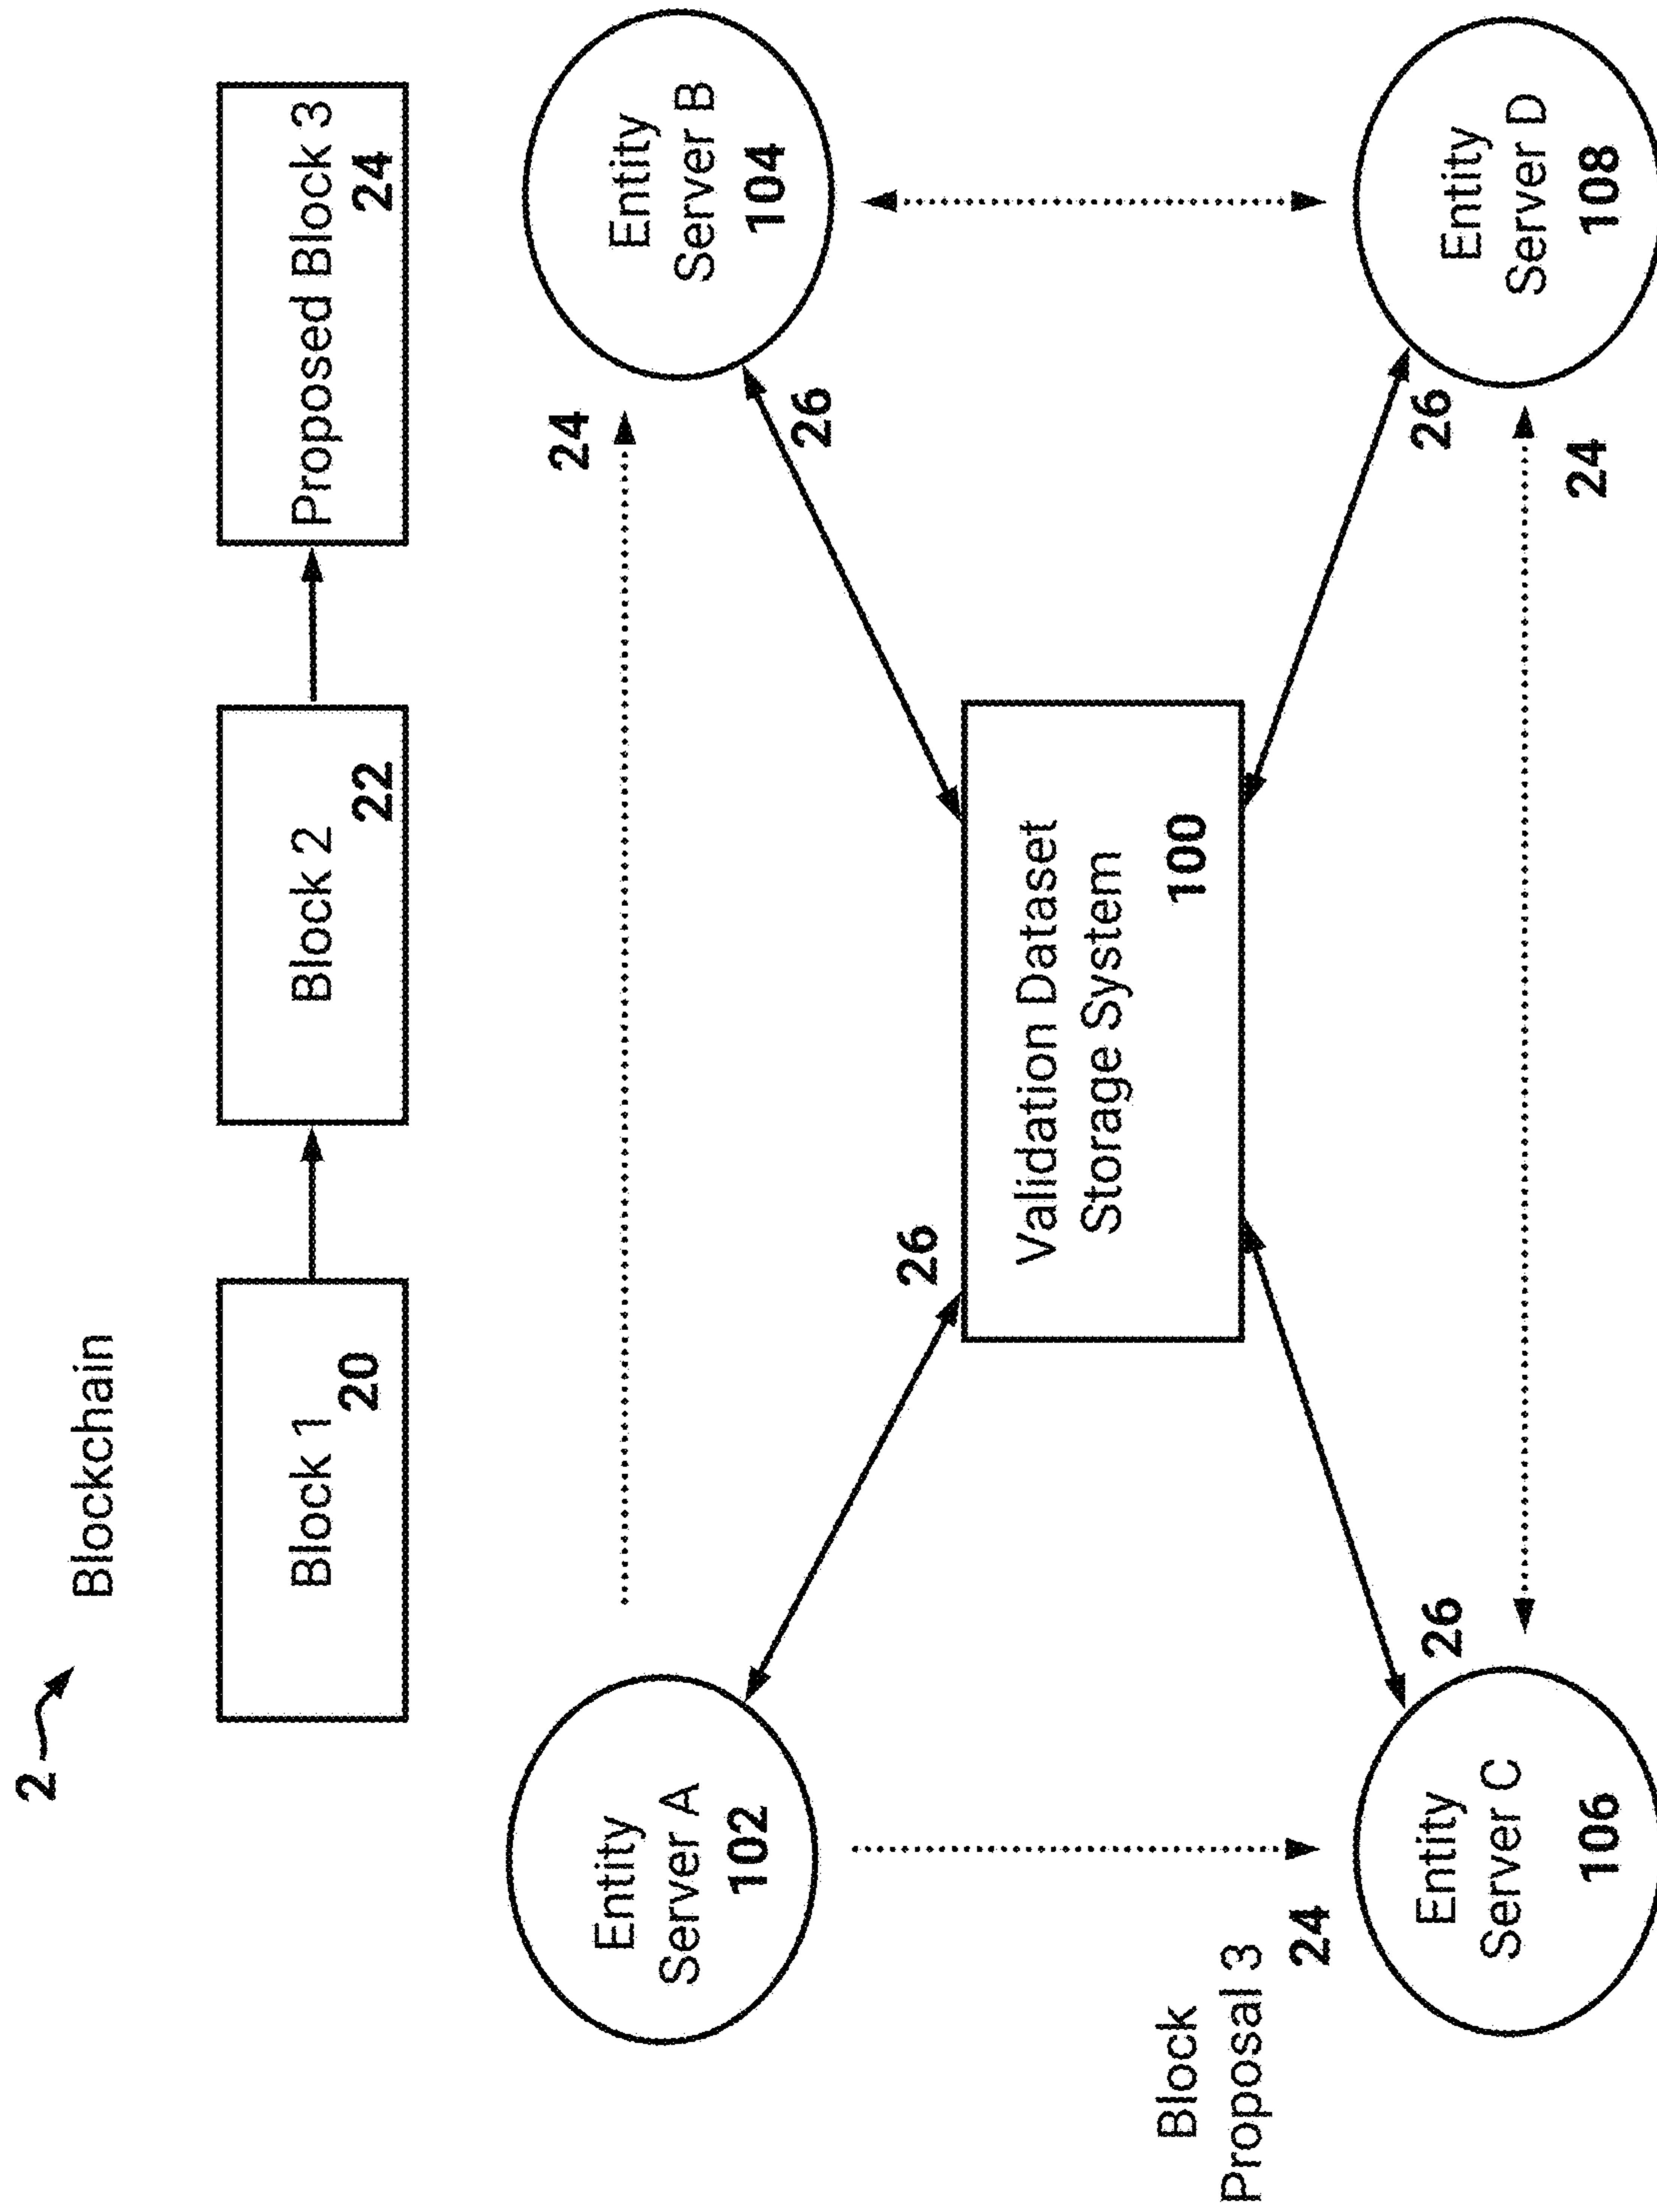 2
Blockchain
Block 1
20
Block 2
22
Proposed Block 3
24
Entity
Server A
102
24
Entity
Server B
104
26
26
Validation Dataset
Storage System
100
Block
Proposal 3
24
Entity
Server C
106
26
26
24
Entity
Server D
108